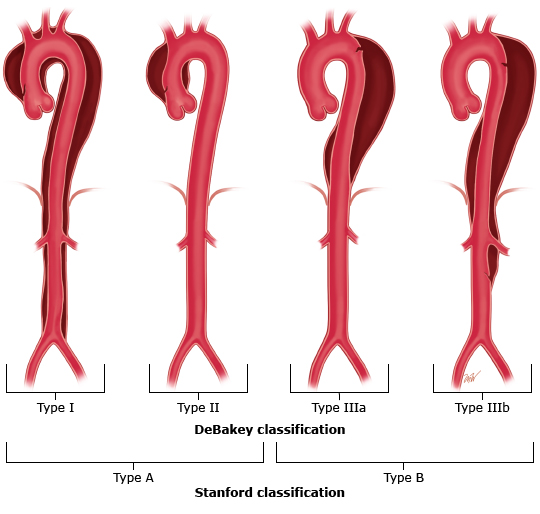 Type I
Type II
Type IIIa
Type IIIb
DeBakey classification
Type A
Type B
Stanford classification